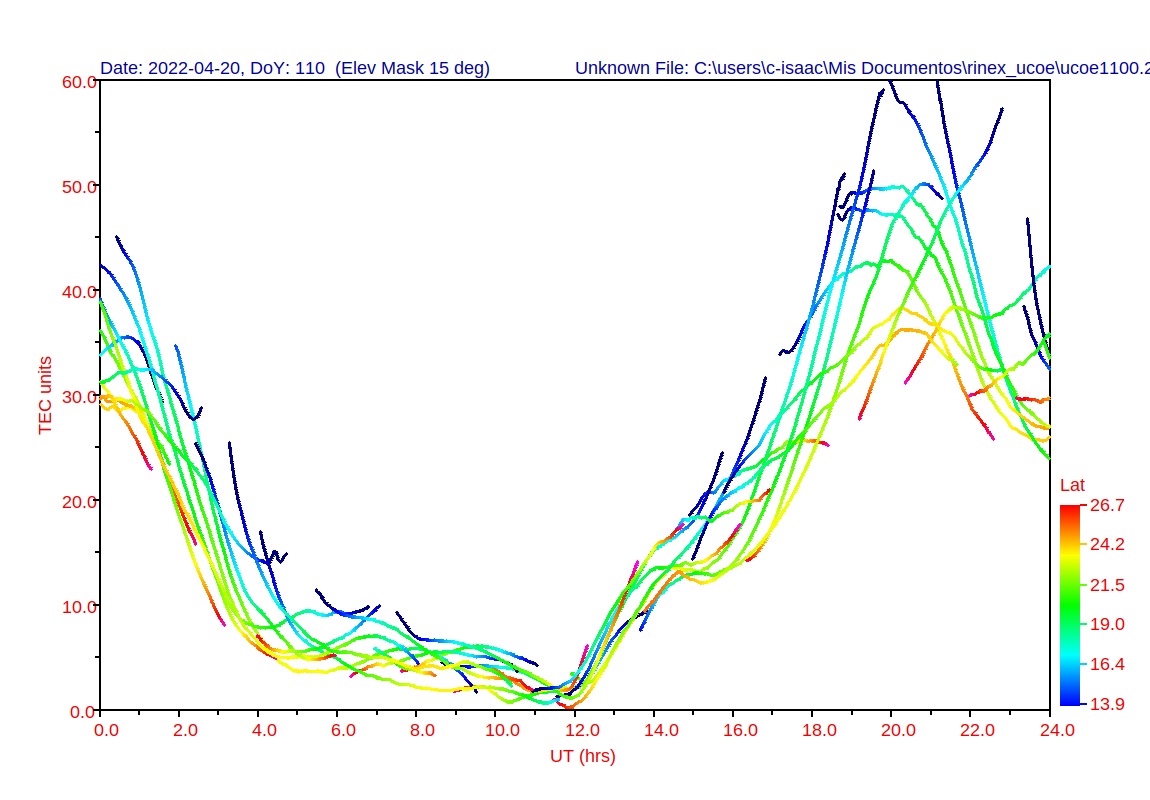 Date: 2022-04-20, DoY: 110  (Elev Mask 15 deg)
Unknown File: C:\users\c-isaac\Mis Documentos\rinex_ucoe\ucoe1100.2
60.0
50.0
40.0
30.0
20.0
10.0
0.0
TEC units
0.0 2.0 4.0 6.0 8.0 10.0 12.0 14.0 16.0 18.0 20.0 22.0 24.0
UT (hrs)
Lat
26.7
24.2
21.5
19.0
16.4
13.9